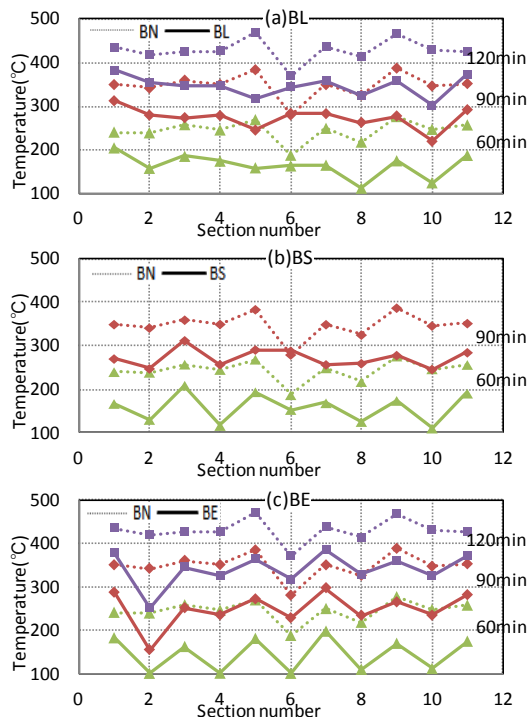 (a)BL
500
400
300
200
100
Temperature(℃)
BN BL
120min
90min
60min
0 2 4 6 8 10 12
Section number
(b)BS
500
400
300
200
100
Temperature(℃)
BN BS
90min
60min
0 2 4 6 8 10 12
Section number
(c)BE
500
400
300
200
100
Temperature(℃)
BN BE
120min
90min
60min
0 2 4 6 8 10 12
Section number